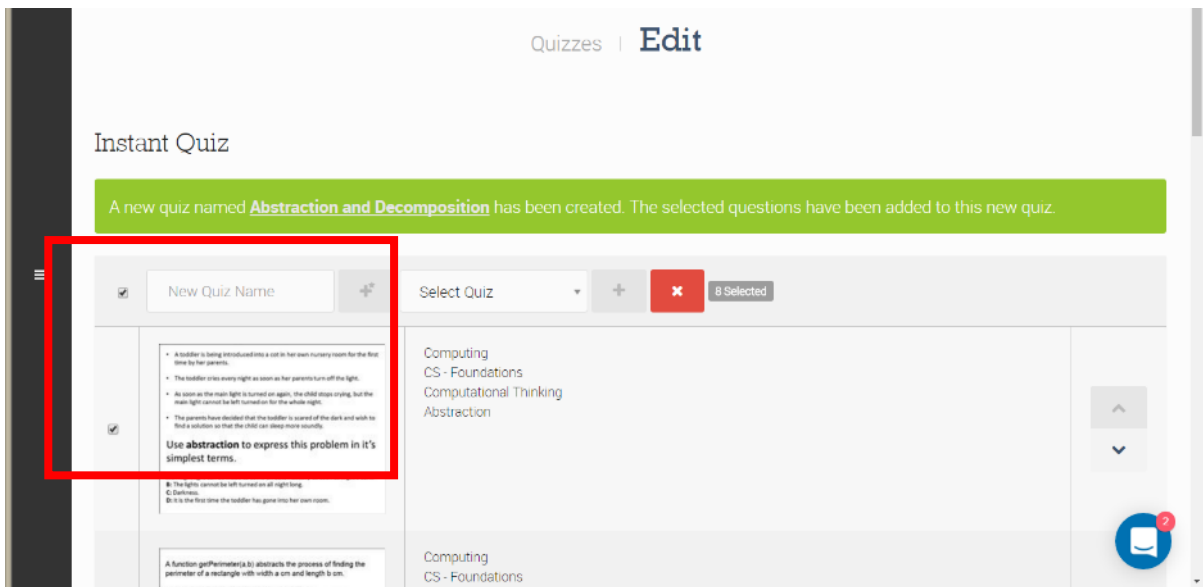 Quizzes | Edit
Instant Quiz
A new quiz named Abstraction and Decomposition has been created. The selected questions have been added to this new quiz.
New Quiz Name
Select Quiz
8 Selected
• A toddler is being introduced into a cot in her own nursery room for the first
time by her parents.
• The toddler cries every night as soon as her parents turn off the light.
• As soon as the main light is turned on again, the child stops crying, but the
main light cannot be left turned on for the whole night.
• The parents have decided that the toddler is scared of the dark and wish to
find a solution so that the child can sleep more soundly.
Use abstraction to express this problem in it's
simplest terms.
B: The lights cannot be left turned on all night long.
C: Darkness.
D: It is the first time the toddler has gone into her own room.
Computing
CS - Foundations
Computational Thinking
Abstraction
A function getPerimeter(a,b) abstracts the process of finding the
perimeter of a rectangle with width a cm and length b cm.
Computing
CS - Foundations
2